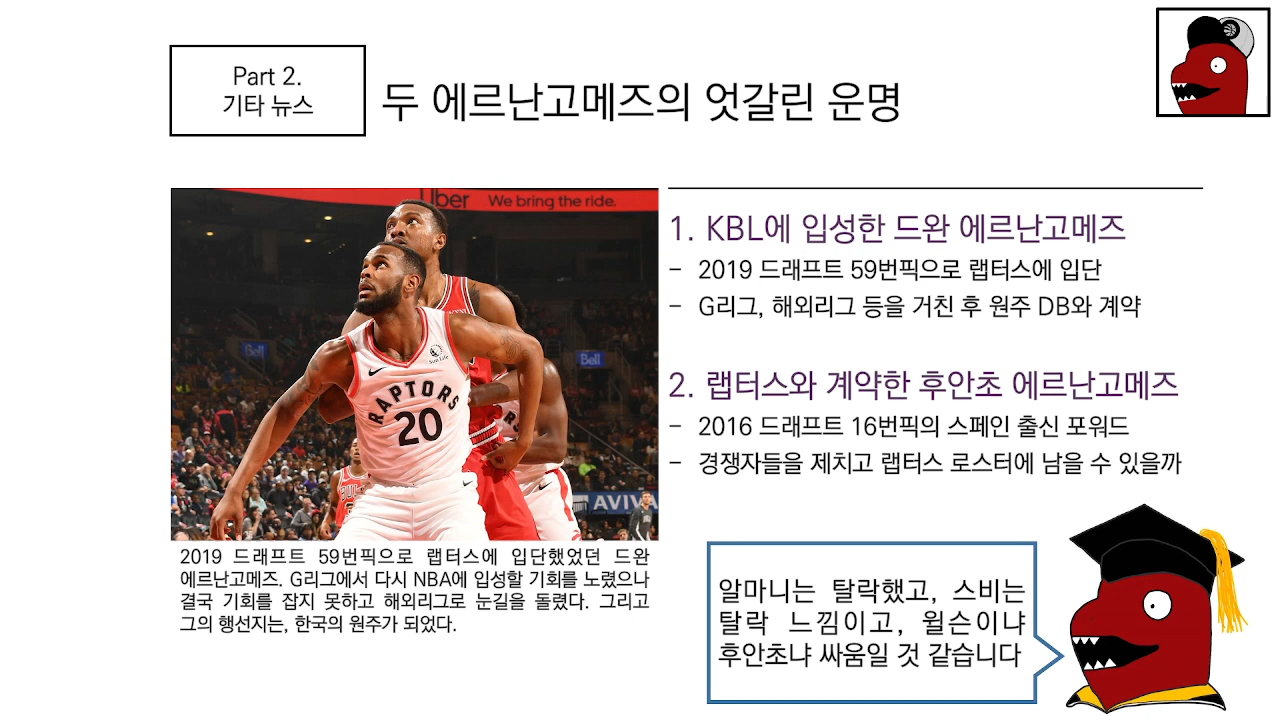 Part 2.
기타 뉴스
두 에르난고메즈의 엇갈린 운명
Uber We bring the ride.
Bell
Bell
Sun Life
RAPTORS
20
AVIVA
2019 드래프트 59번픽으로 랩터스에 입단했었던 드완
에르난고메즈. G리그에서 다시 NBA에 입성할 기회를 노렸으나
결국 기회를 잡지 못하고 해외리그로 눈길을 돌렸다. 그리고
그의 행선지는, 한국의 원주가 되었다.
1. KBL에 입성한 드완 에르난고메즈
- 2019 드래프트 59번픽으로 랩터스에 입단
- G리그, 해외리그 등을 거친 후 원주 DB와 계약
2. 랩터스와 계약한 후안초 에르난고메즈
- 2016 드래프트 16번픽의 스페인 출신 포워드
- 경쟁자들을 제치고 랩터스 로스터에 남을 수 있을까
알마니는 탈락했고, 스비는
탈락 느낌이고, 윌슨이냐
후안초냐 싸움일 것 같습니다